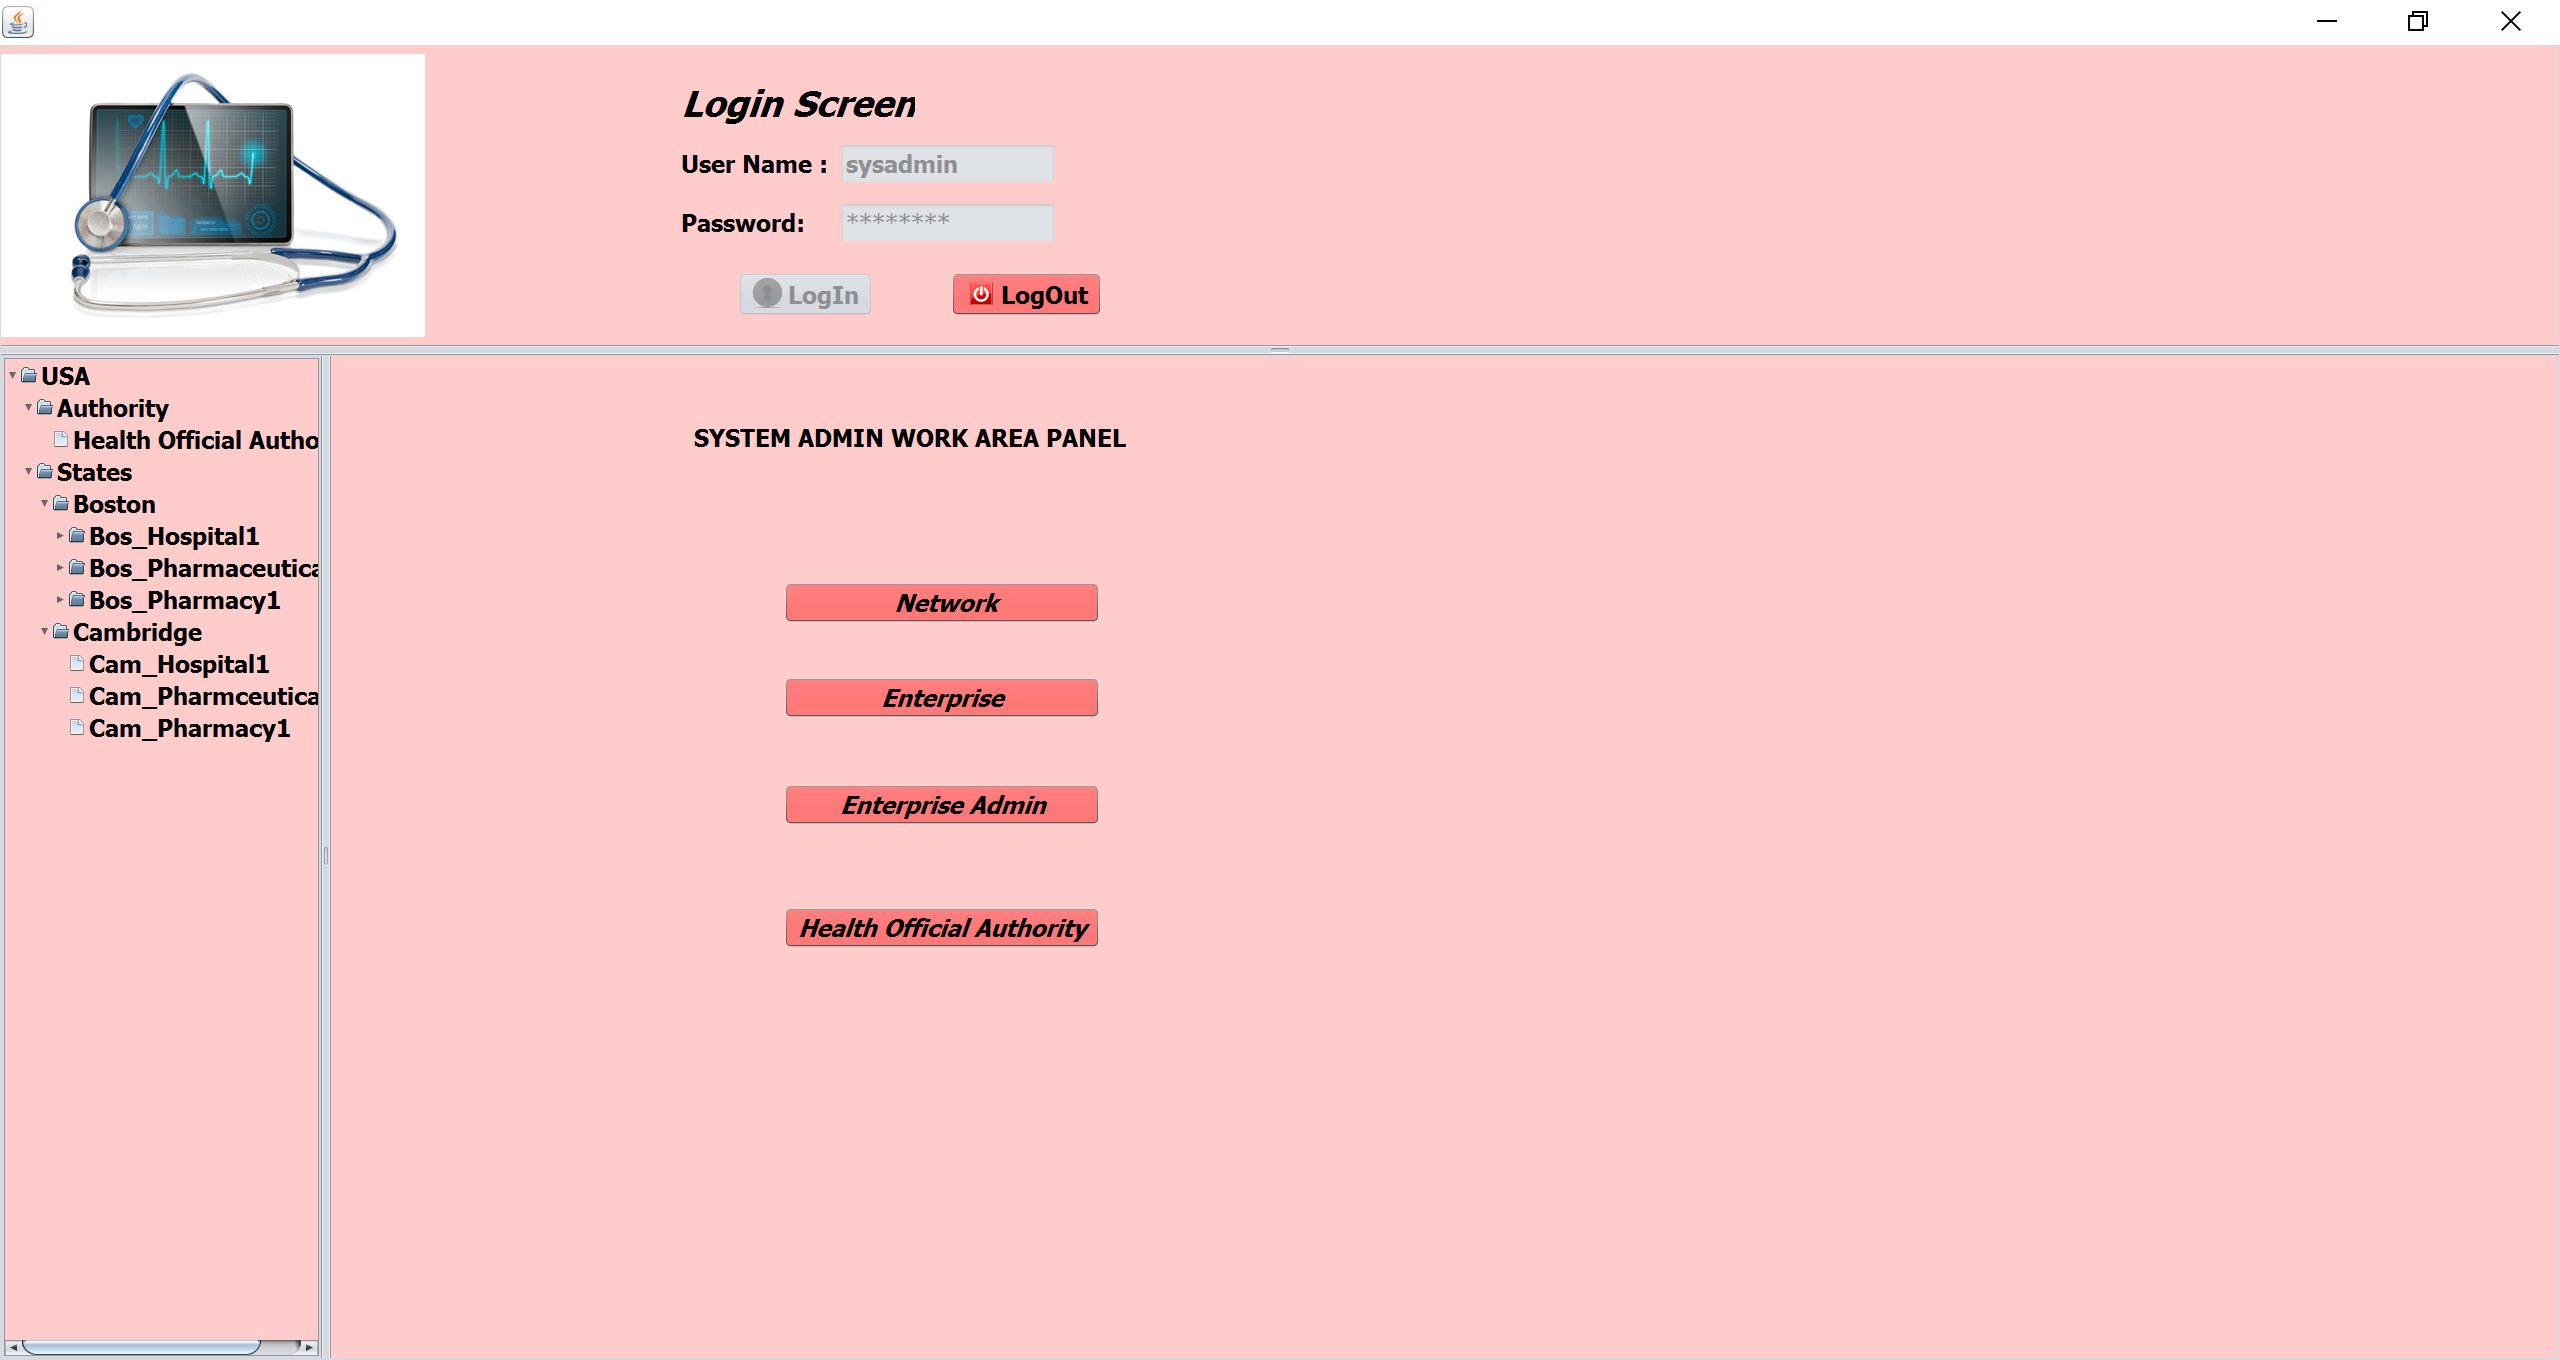 Login Screen
User Name :
sysadmin
Password:
********
LogIn
LogOut
USA
Authority
Health Official Autho
States
Boston
Bos_Hospital1
Bos_Pharmaceutica
Bos_Pharmacy1
Cambridge
Cam_Hospital1
Cam_Pharmceutica
Cam_Pharmacy1
SYSTEM ADMIN WORK AREA PANEL
Network
Enterprise
Enterprise Admin
Health Official Authority